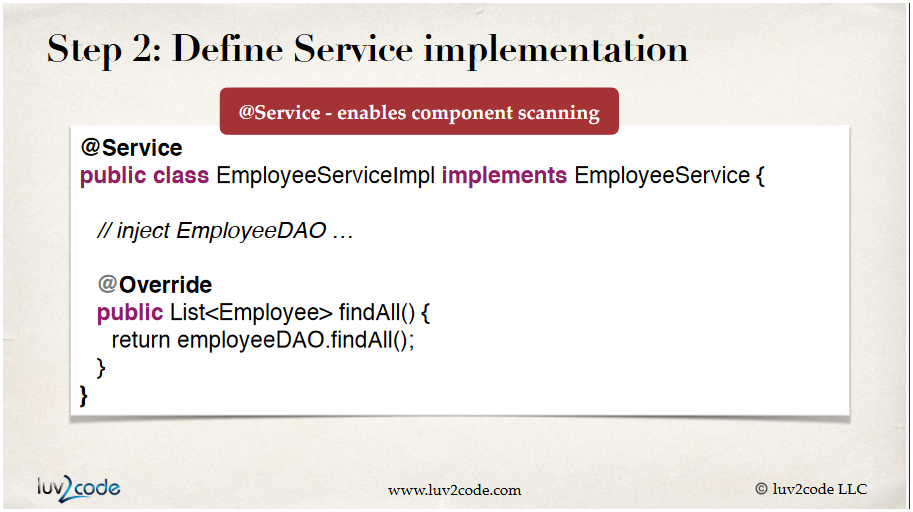 Step 2: Define Service implementation
@Service - enables component scanning
@Service
public class EmployeeServiceImpl implements EmployeeService {
// inject EmployeeDAO …
@Override
public List<Employee> findAll() {
return employeeDAO.findAll();
}
}
luv2code
www.luv2code.com
© luv2code LLC